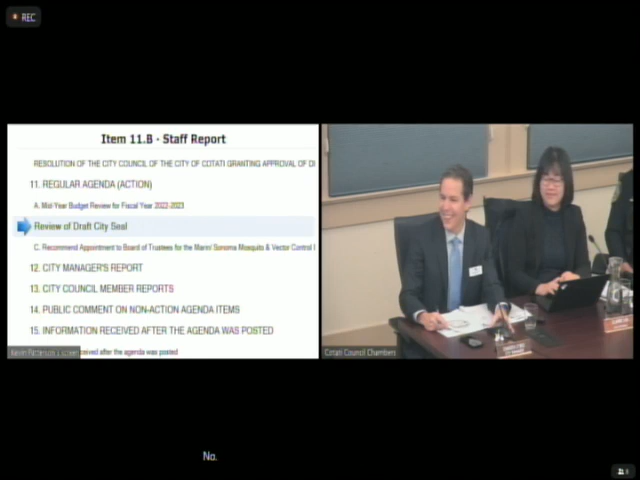 REC
Item 11.B - Staff Report
RESOLUTION OF THE CITY COUNCIL OF THE CITY OF COTATI GRANTING APPROVAL OF DI
11. REGULAR AGENDA (ACTION)
A. Mid-Year Budget Review for Fiscal Year 2022-2023
Review of Draft City Seal
C. Recommend Appointment to Board of Trustees for the Marin/ Sonoma Mosquito & Vector Control
12. CITY MANAGER'S REPORT
13. CITY COUNCIL MEMBER REPORTS
14. PUBLIC COMMENT ON NON-ACTION AGENDA ITEMS
15. INFORMATION RECEIVED AFTER THE AGENDA WAS POSTED
Kevin Patterson's screen
ceived after the agenda was posted
Cotati Council Chambers
No.